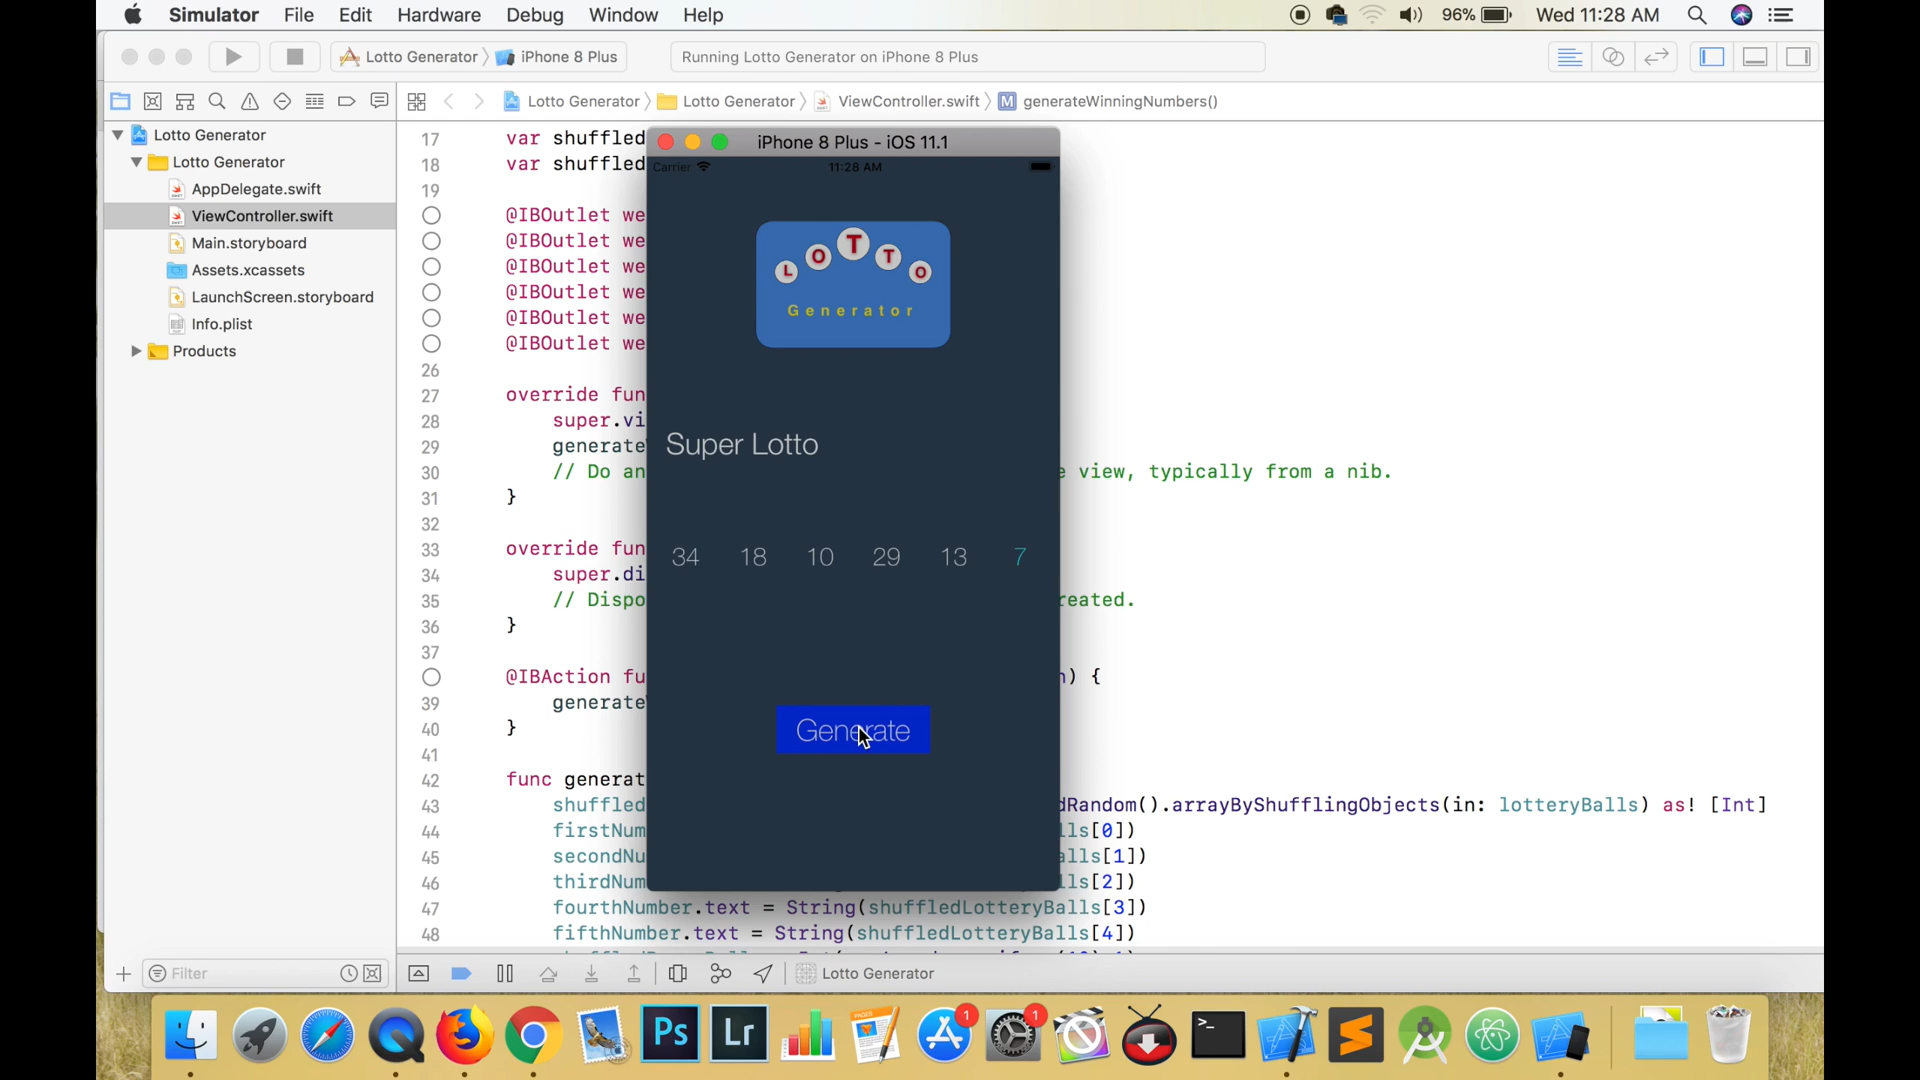 Simulator File Edit Hardware Debug Window Help 96% Wed 11:28 AM
Lotto Generator iPhone 8 Plus Running Lotto Generator on iPhone 8 Plus
Lotto Generator Lotto Generator ViewController.swift M generateWinningNumbers()
Lotto Generator
Lotto Generator
AppDelegate.swift
ViewController.swift
Main.storyboard
Assets.xcassets
LaunchScreen.storyboard
Info.plist
Products
17 var shuffled
18 var shuffled
19
@IBOutlet we
@IBOutlet we
@IBOutlet we
@IBOutlet we
@IBOutlet we
@IBOutlet we
26
27 override fun
28 super.vi
29 generate
30 // Do an e view, typically from a nib.
31 }
32
33 override fun
34 super.di
35 // Dispo reated.
36 }
37
@IBAction fu ) {
39 generate
40 }
41
42 func generat
43 shuffled dRandom().arrayByShufflingObjects(in: lotteryBalls) as! [Int]
44 firstNum lls[0])
45 secondNu alls[1])
46 thirdNum lls[2])
47 fourthNumber.text = String(shuffledLotteryBalls[3])
48 fifthNumber.text = String(shuffledLotteryBalls[4])
iPhone 8 Plus - iOS 11.1
Carrier 11:28 AM
L O T T O
Generator
Super Lotto
34 18 10 29 13 7
Generate
Filter
Lotto Generator
Ps Lr PAGES 1 1